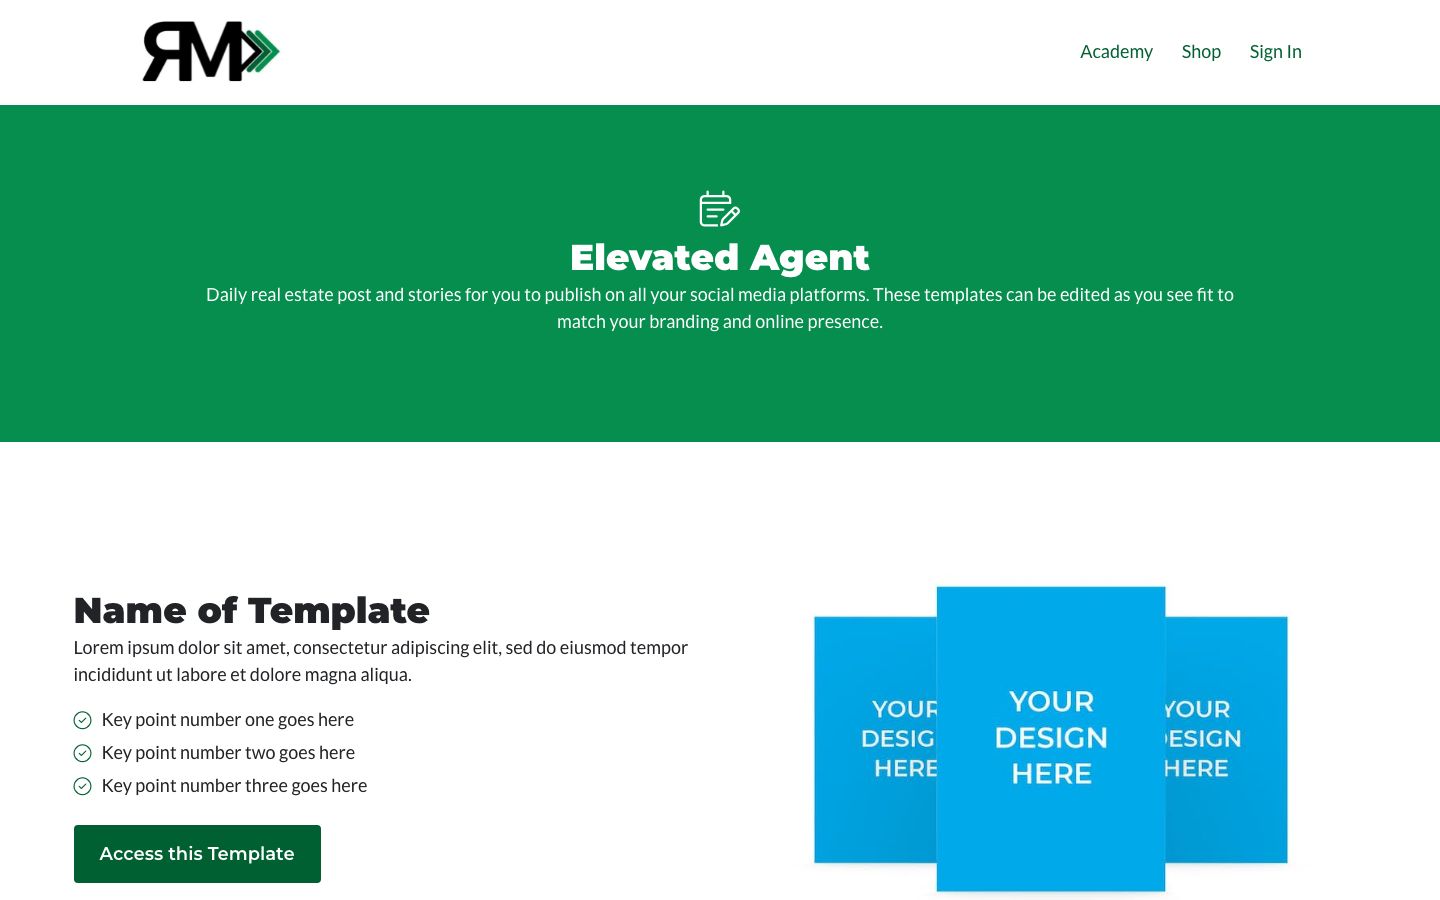 RM
Academy Shop Sign In
Elevated Agent
Daily real estate post and stories for you to publish on all your social media platforms. These templates can be edited as you see fit to
match your branding and online presence.
Name of Template
Lorem ipsum dolor sit amet, consectetur adipiscing elit, sed do eiusmod tempor
incididunt ut labore et dolore magna aliqua.
Key point number one goes here
Key point number two goes here
Key point number three goes here
Access this Template
YOUR
DESIG
HERE
YOUR
DESIGN
HERE
YOUR
DESIGN
HERE